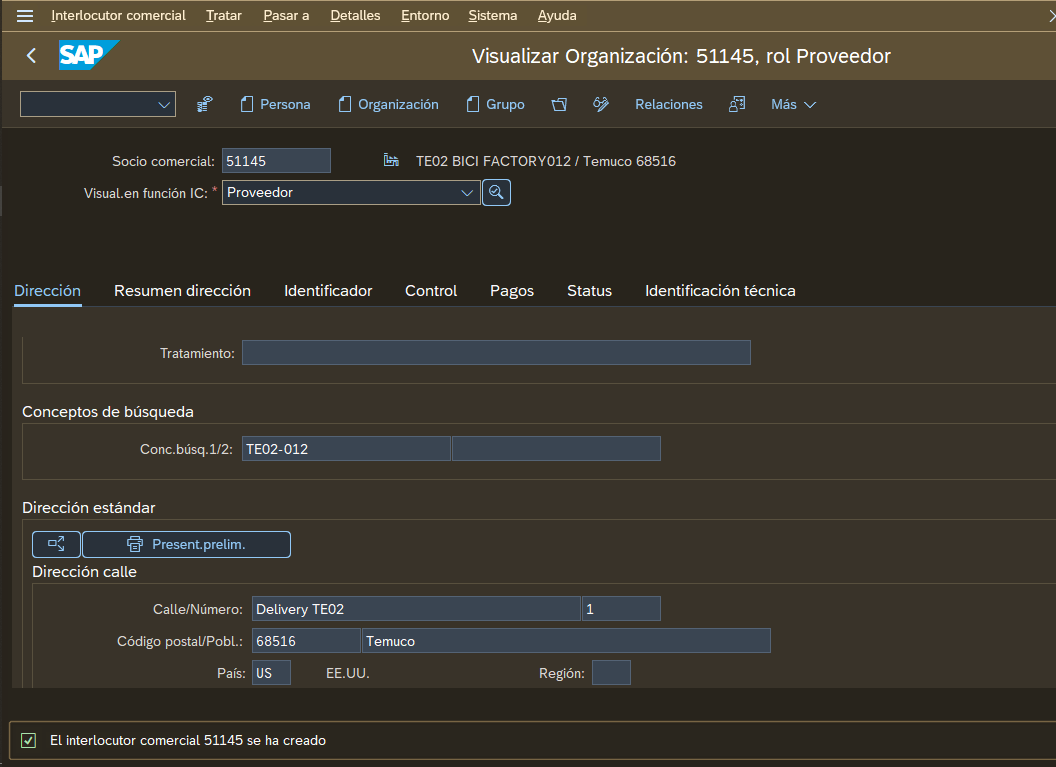 Interlocutor comercial Tratar Pasar a Detalles Entorno Sistema Ayuda
SAP Visualizar Organización: 51145, rol Proveedor
Persona Organización Grupo Relaciones Más
Socio comercial: 51145 TE02 BICI FACTORY012 / Temuco 68516
Visual.en función IC: * Proveedor
Dirección Resumen dirección Identificador Control Pagos Status Identificación técnica
Tratamiento:
Conceptos de búsqueda
Conc.búsq.1/2: TE02-012
Dirección estándar
Present.prelim.
Dirección calle
Calle/Número: Delivery TE02 1
Código postal/Pobl.: 68516 Temuco
País: US EE.UU. Región:
El interlocutor comercial 51145 se ha creado